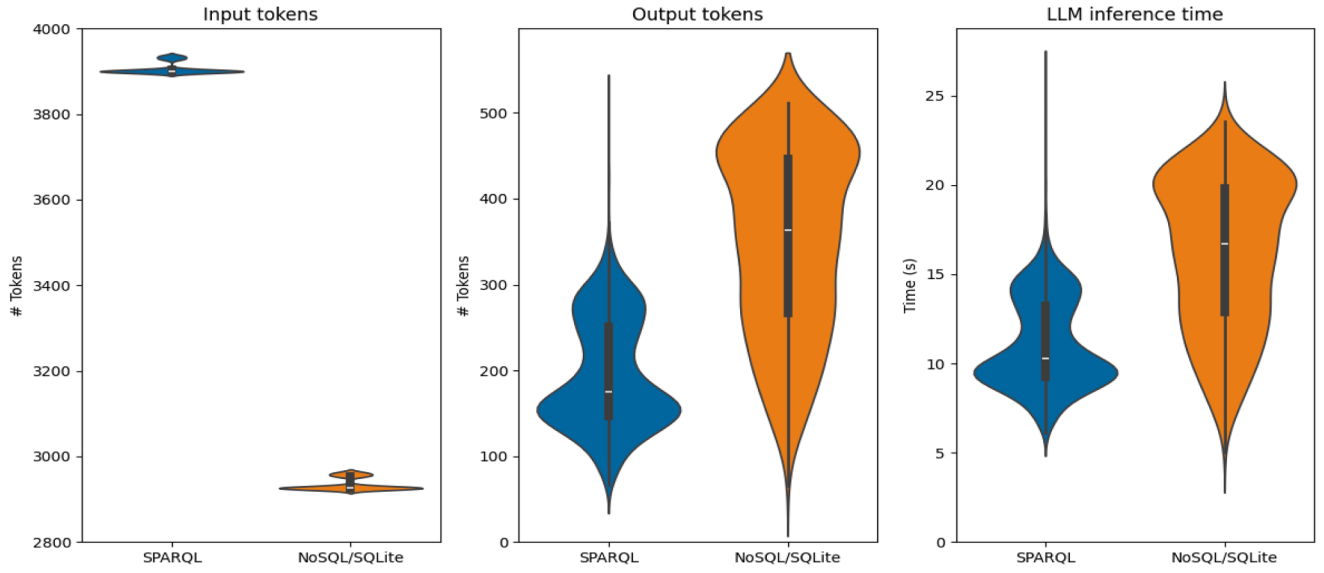 Input tokens
# Tokens
4000
3800
3600
3400
3200
3000
2800
SPARQL
NoSQL/SQLite
Output tokens
# Tokens
500
400
300
200
100
0
SPARQL
NoSQL/SQLite
LLM inference time
Time (s)
25
20
15
10
5
0
SPARQL
NoSQL/SQLite